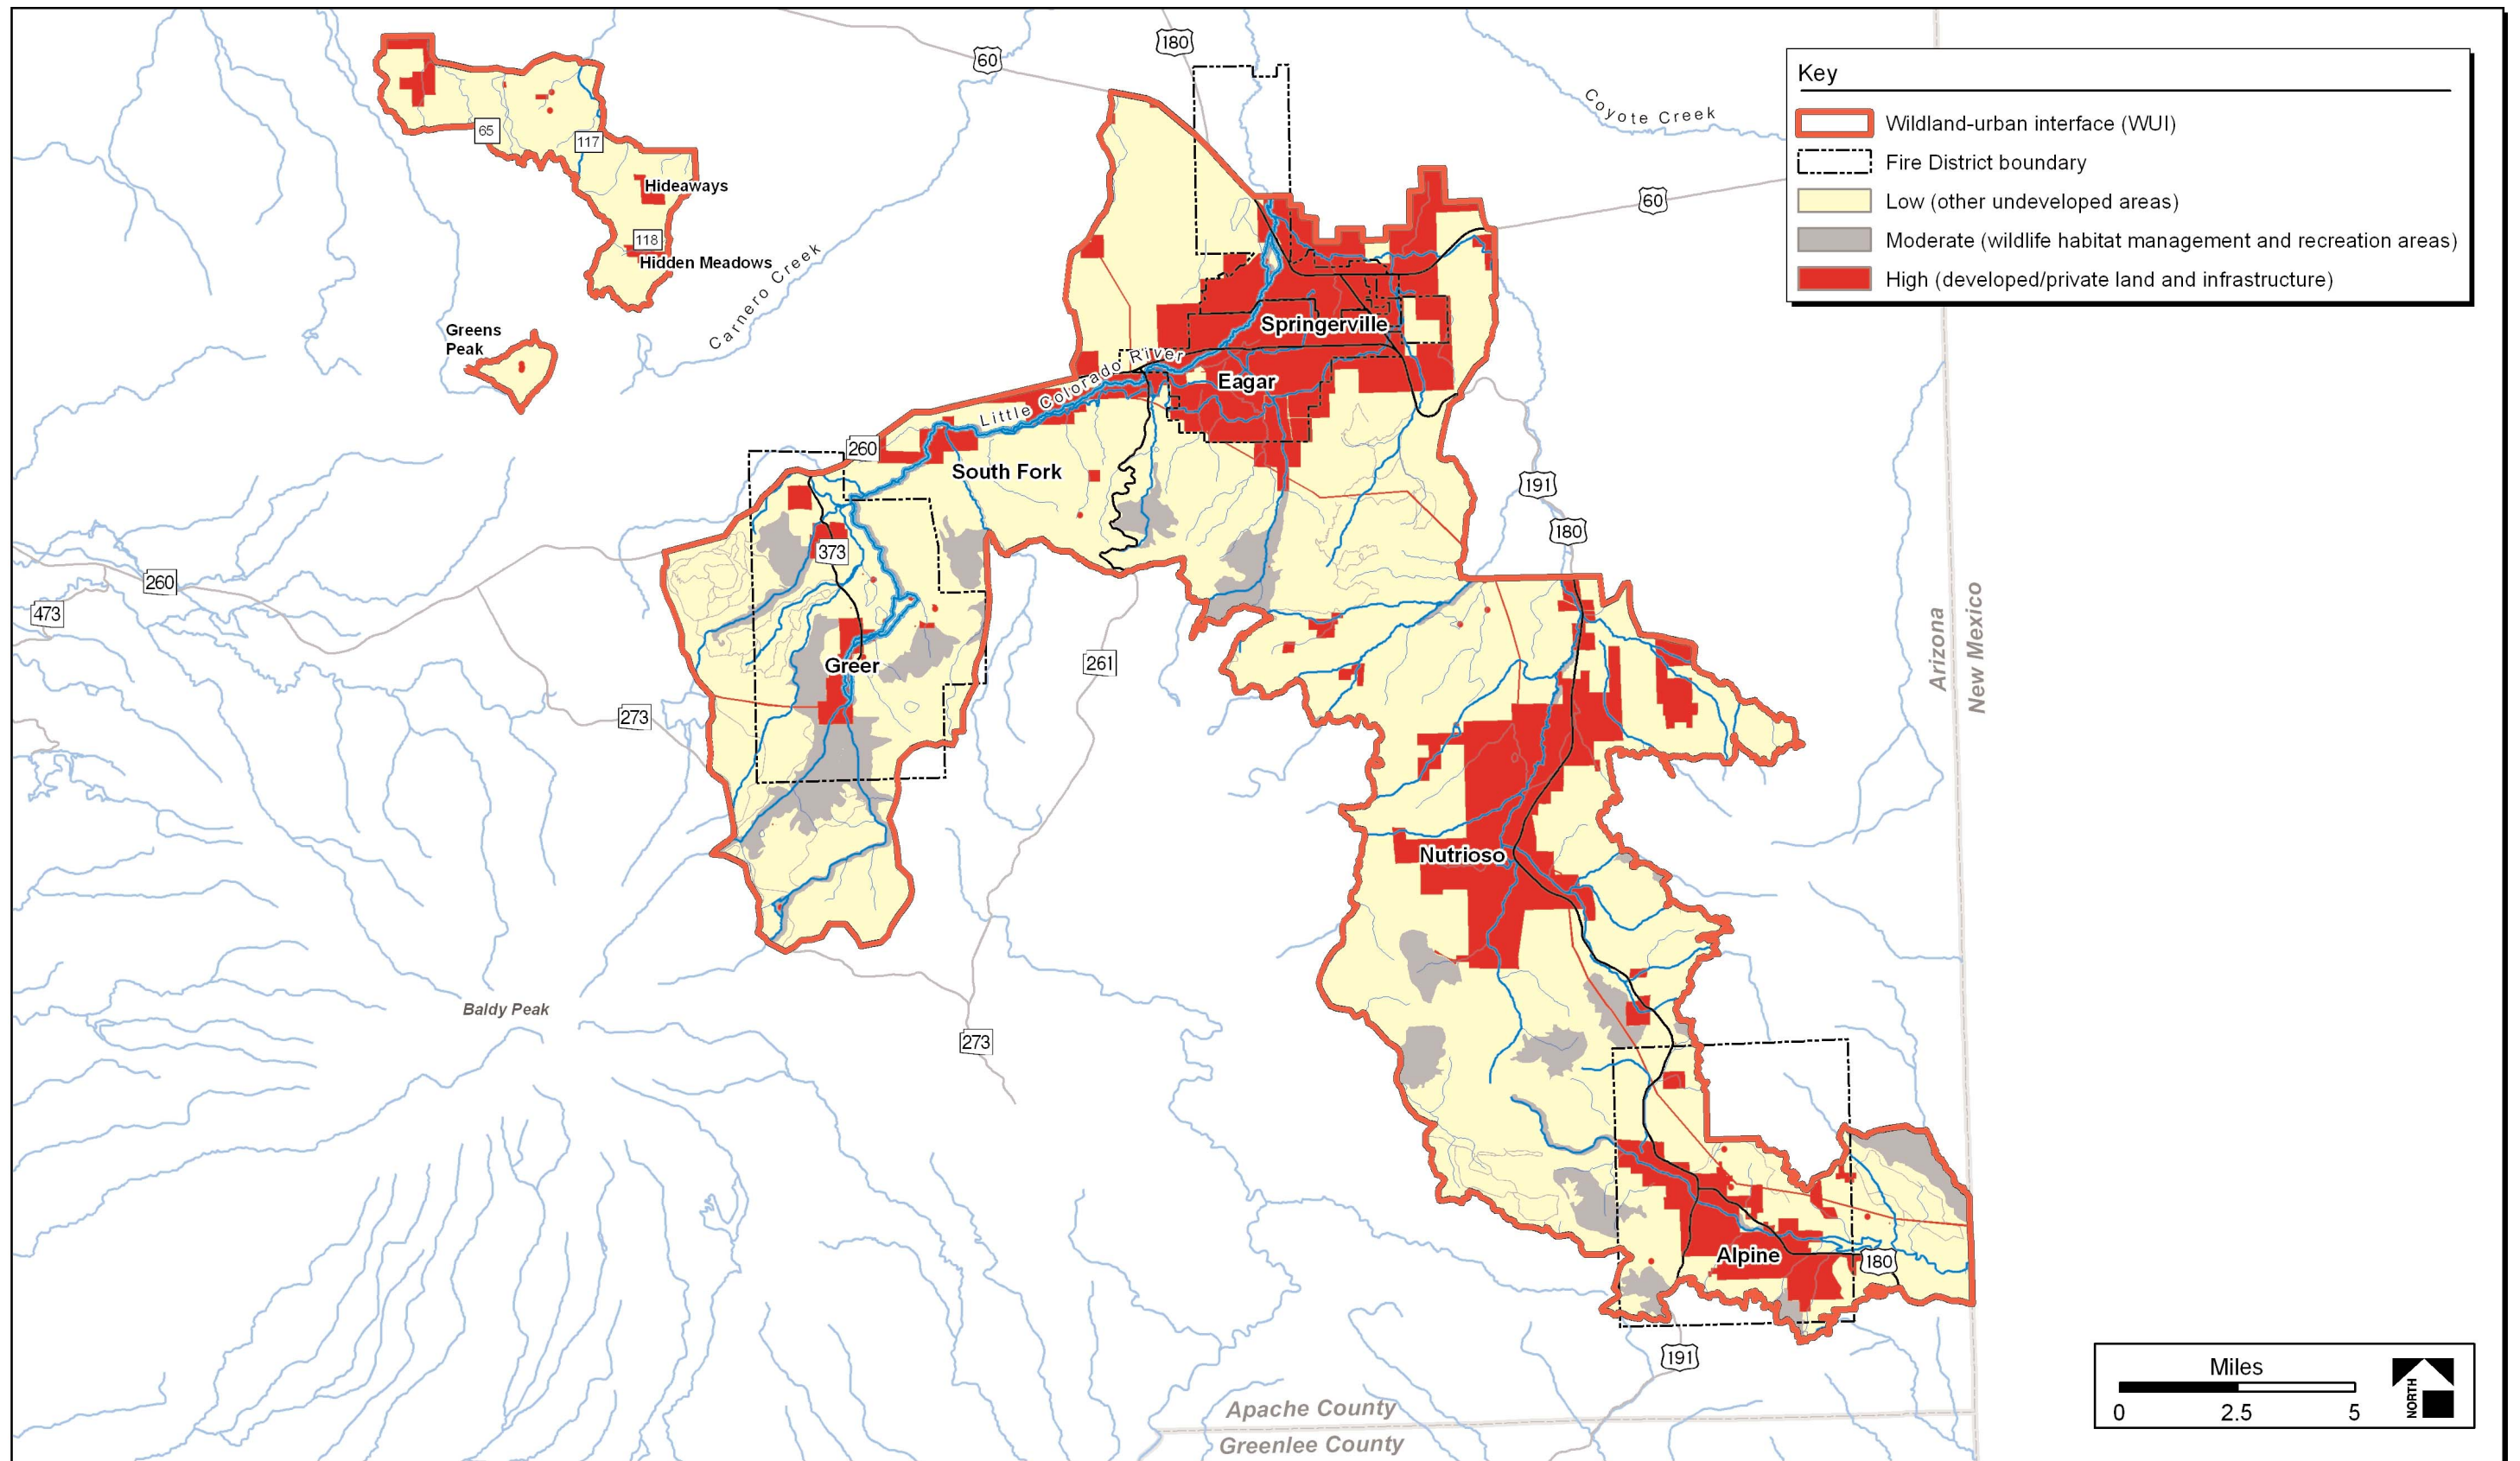 Key
Wildland-urban interface (WUI)
Fire District boundary
Low (other undeveloped areas)
Moderate (wildlife habitat management and recreation areas)
High (developed/private land and infrastructure)
180
60
Coyote Creek
65
117
Hideaways
60
118
Hidden Meadows
Carnero Creek
Greens
Peak
Springerville
Little Colorado River
Eagar
260
South Fork
191
180
373
260
473
Arizona
New Mexico
Greer
261
273
Nutrioso
Baldy Peak
273
Alpine
180
191
Miles
0 2.5 5
NORTH
Apache County
Greenlee County